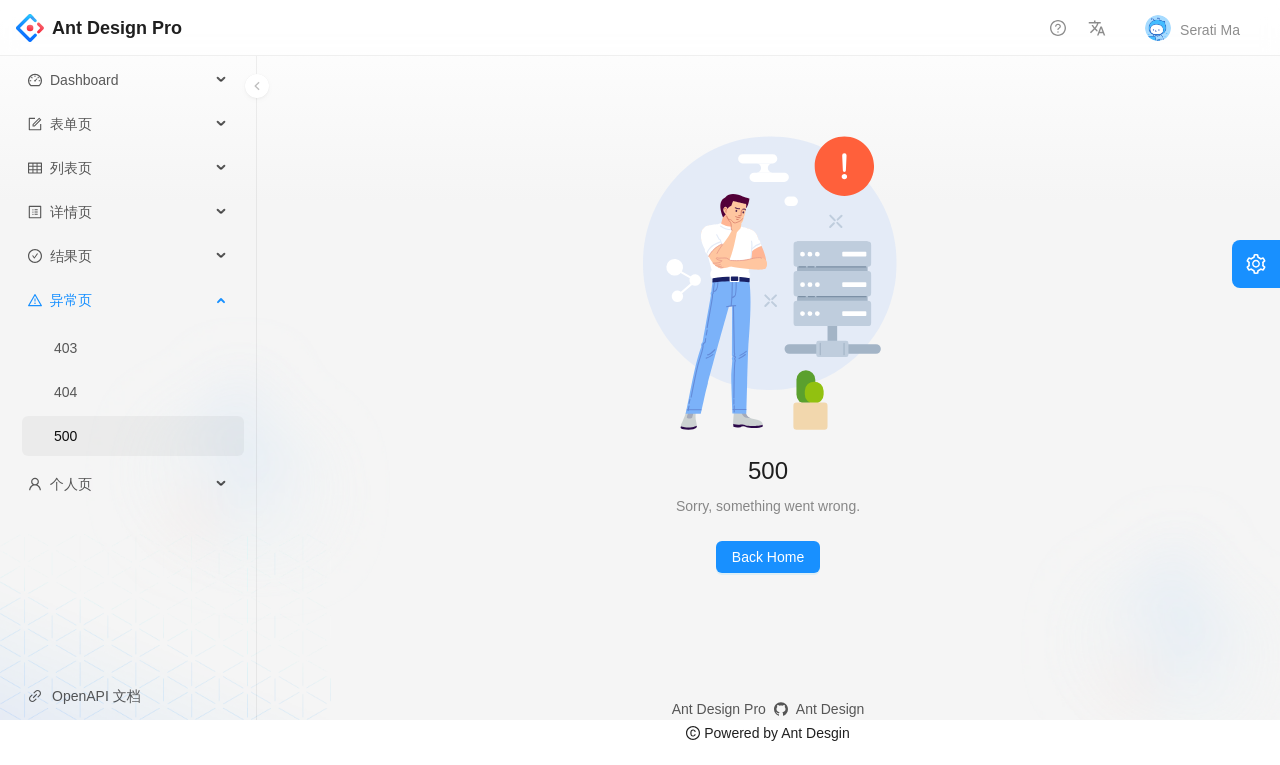 Ant Design Pro
Serati Ma
Dashboard
表单页
列表页
详情页
结果页
异常页
403
404
500
个人页
OpenAPI 文档
500
Sorry, something went wrong.
Back Home
Ant Design Pro Ant Design
Powered by Ant Desgin